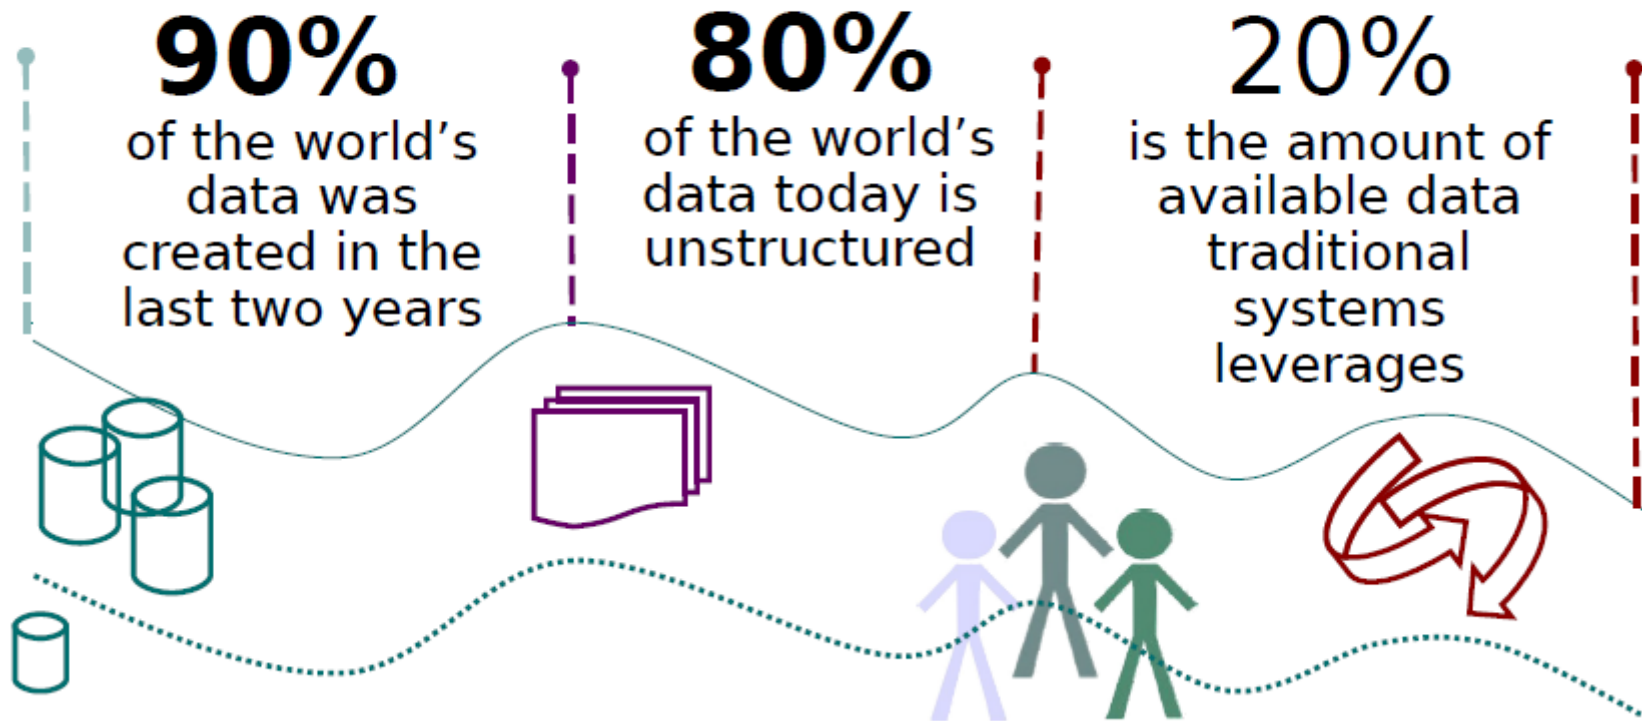 90%
of the world’s
data was
created in the
last two years
80%
of the world’s
data today is
unstructured
20%
is the amount of
available data
traditional
systems
leverages